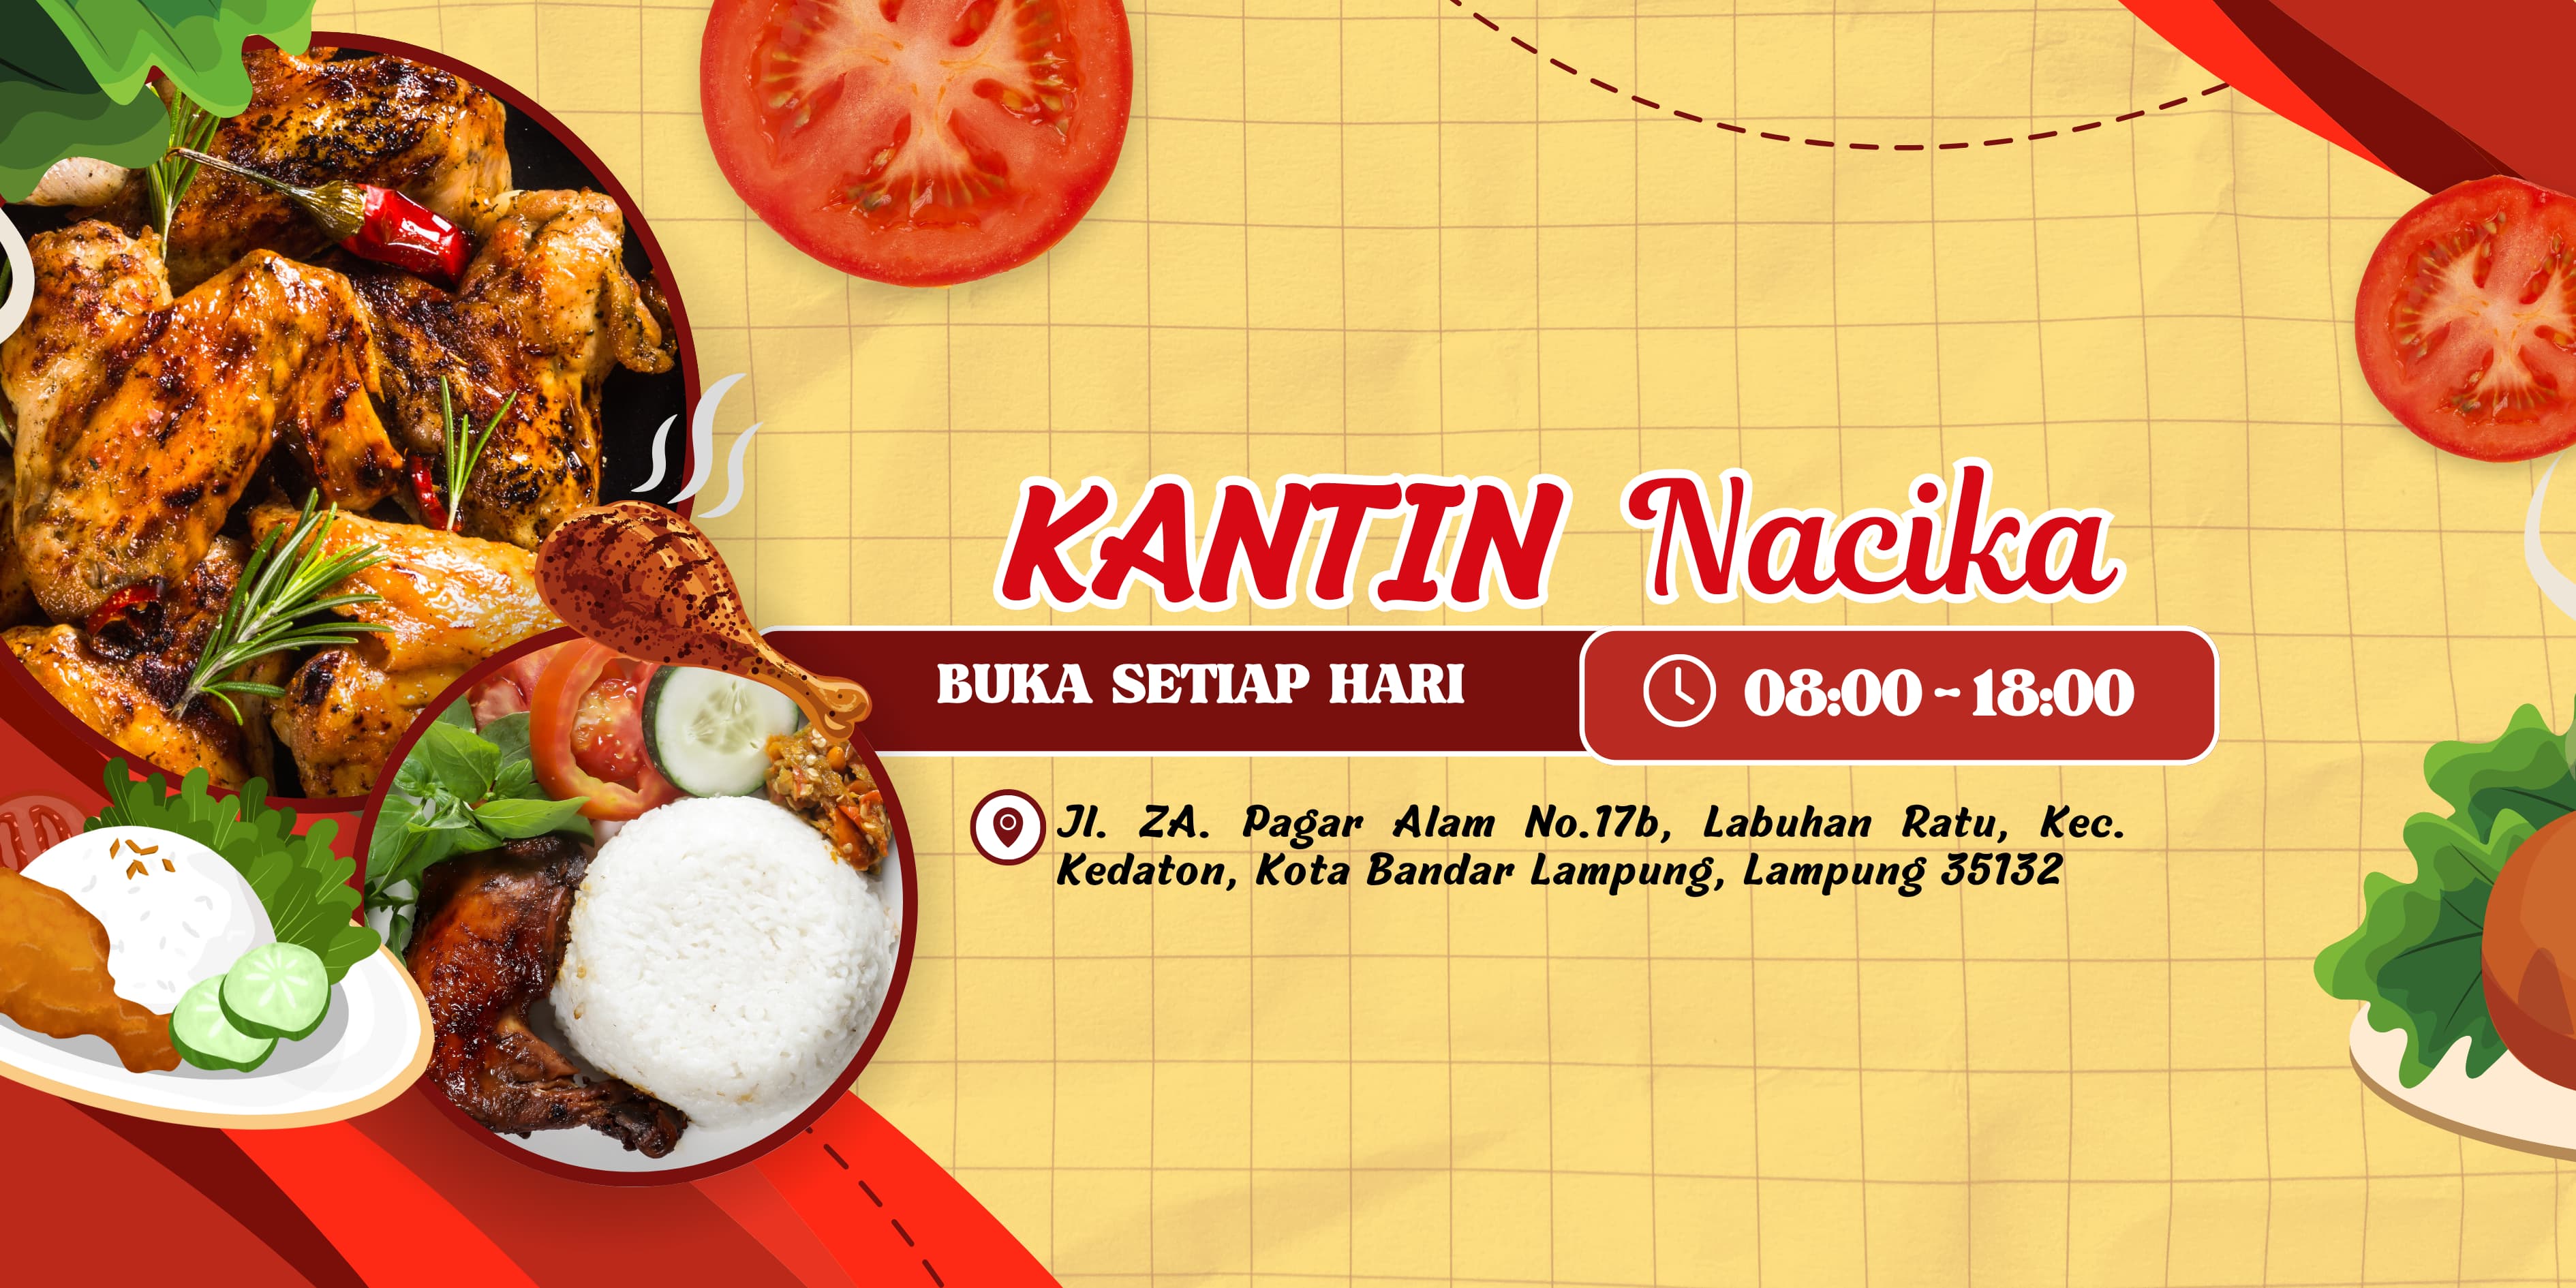 KANTIN Nacika
BUKA SETIAP HARI
08:00 - 18:00
Jl. ZA. Pagar Alam No.17b, Labuhan Ratu, Kec.
Kedaton, Kota Bandar Lampung, Lampung 35132